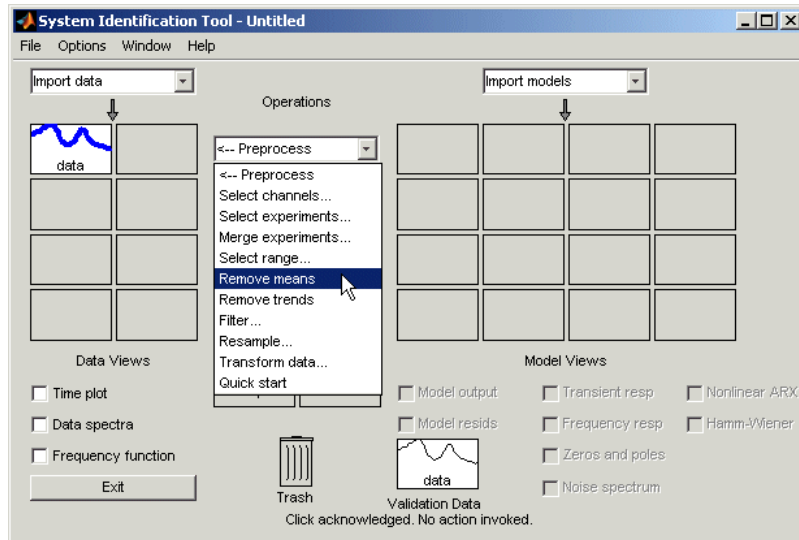 System Identification Tool - Untitled
File Options Window Help
Import data
Import models
Operations
data
<-- Preprocess
<-- Preprocess
Select channels...
Select experiments...
Merge experiments...
Select range...
Remove means
Remove trends
Filter...
Resample...
Transform data...
Quick start
Data Views
Time plot
Data spectra
Frequency function
Exit
Trash
Model Views
Model output
Transient resp
Nonlinear ARX
Model resids
Frequency resp
Hamm-Wiener
Zeros and poles
Noise spectrum
data
Validation Data
Click acknowledged. No action invoked.